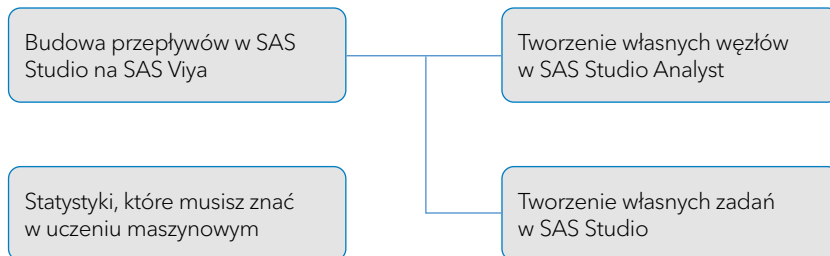 Budowa przepływów w SAS
Studio na SAS Viya
Tworzenie własnych węzłów
w SAS Studio Analyst
Statystyki, które musisz znać
w uczeniu maszynowym
Tworzenie własnych zadań
w SAS Studio